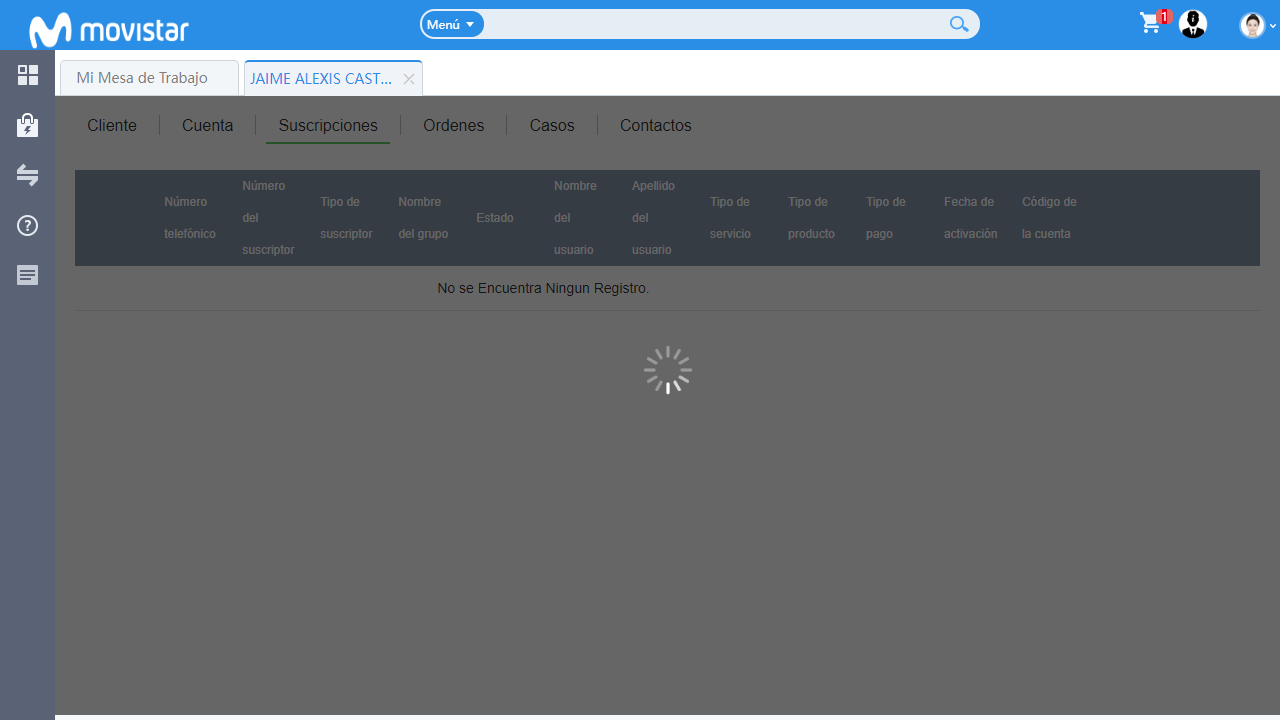 movistar
Menú
1
Mi Mesa de Trabajo
JAIME ALEXIS CAST...
Cliente
Cuenta
Suscripciones
Ordenes
Casos
Contactos
Número
telefónico
Número
del
suscriptor
Tipo de
suscriptor
Nombre
del grupo
Estado
Nombre
del
usuario
Apellido
del
usuario
Tipo de
servicio
Tipo de
producto
Tipo de
pago
Fecha de
activación
Código de
la cuenta
No se Encuentra Ningun Registro.